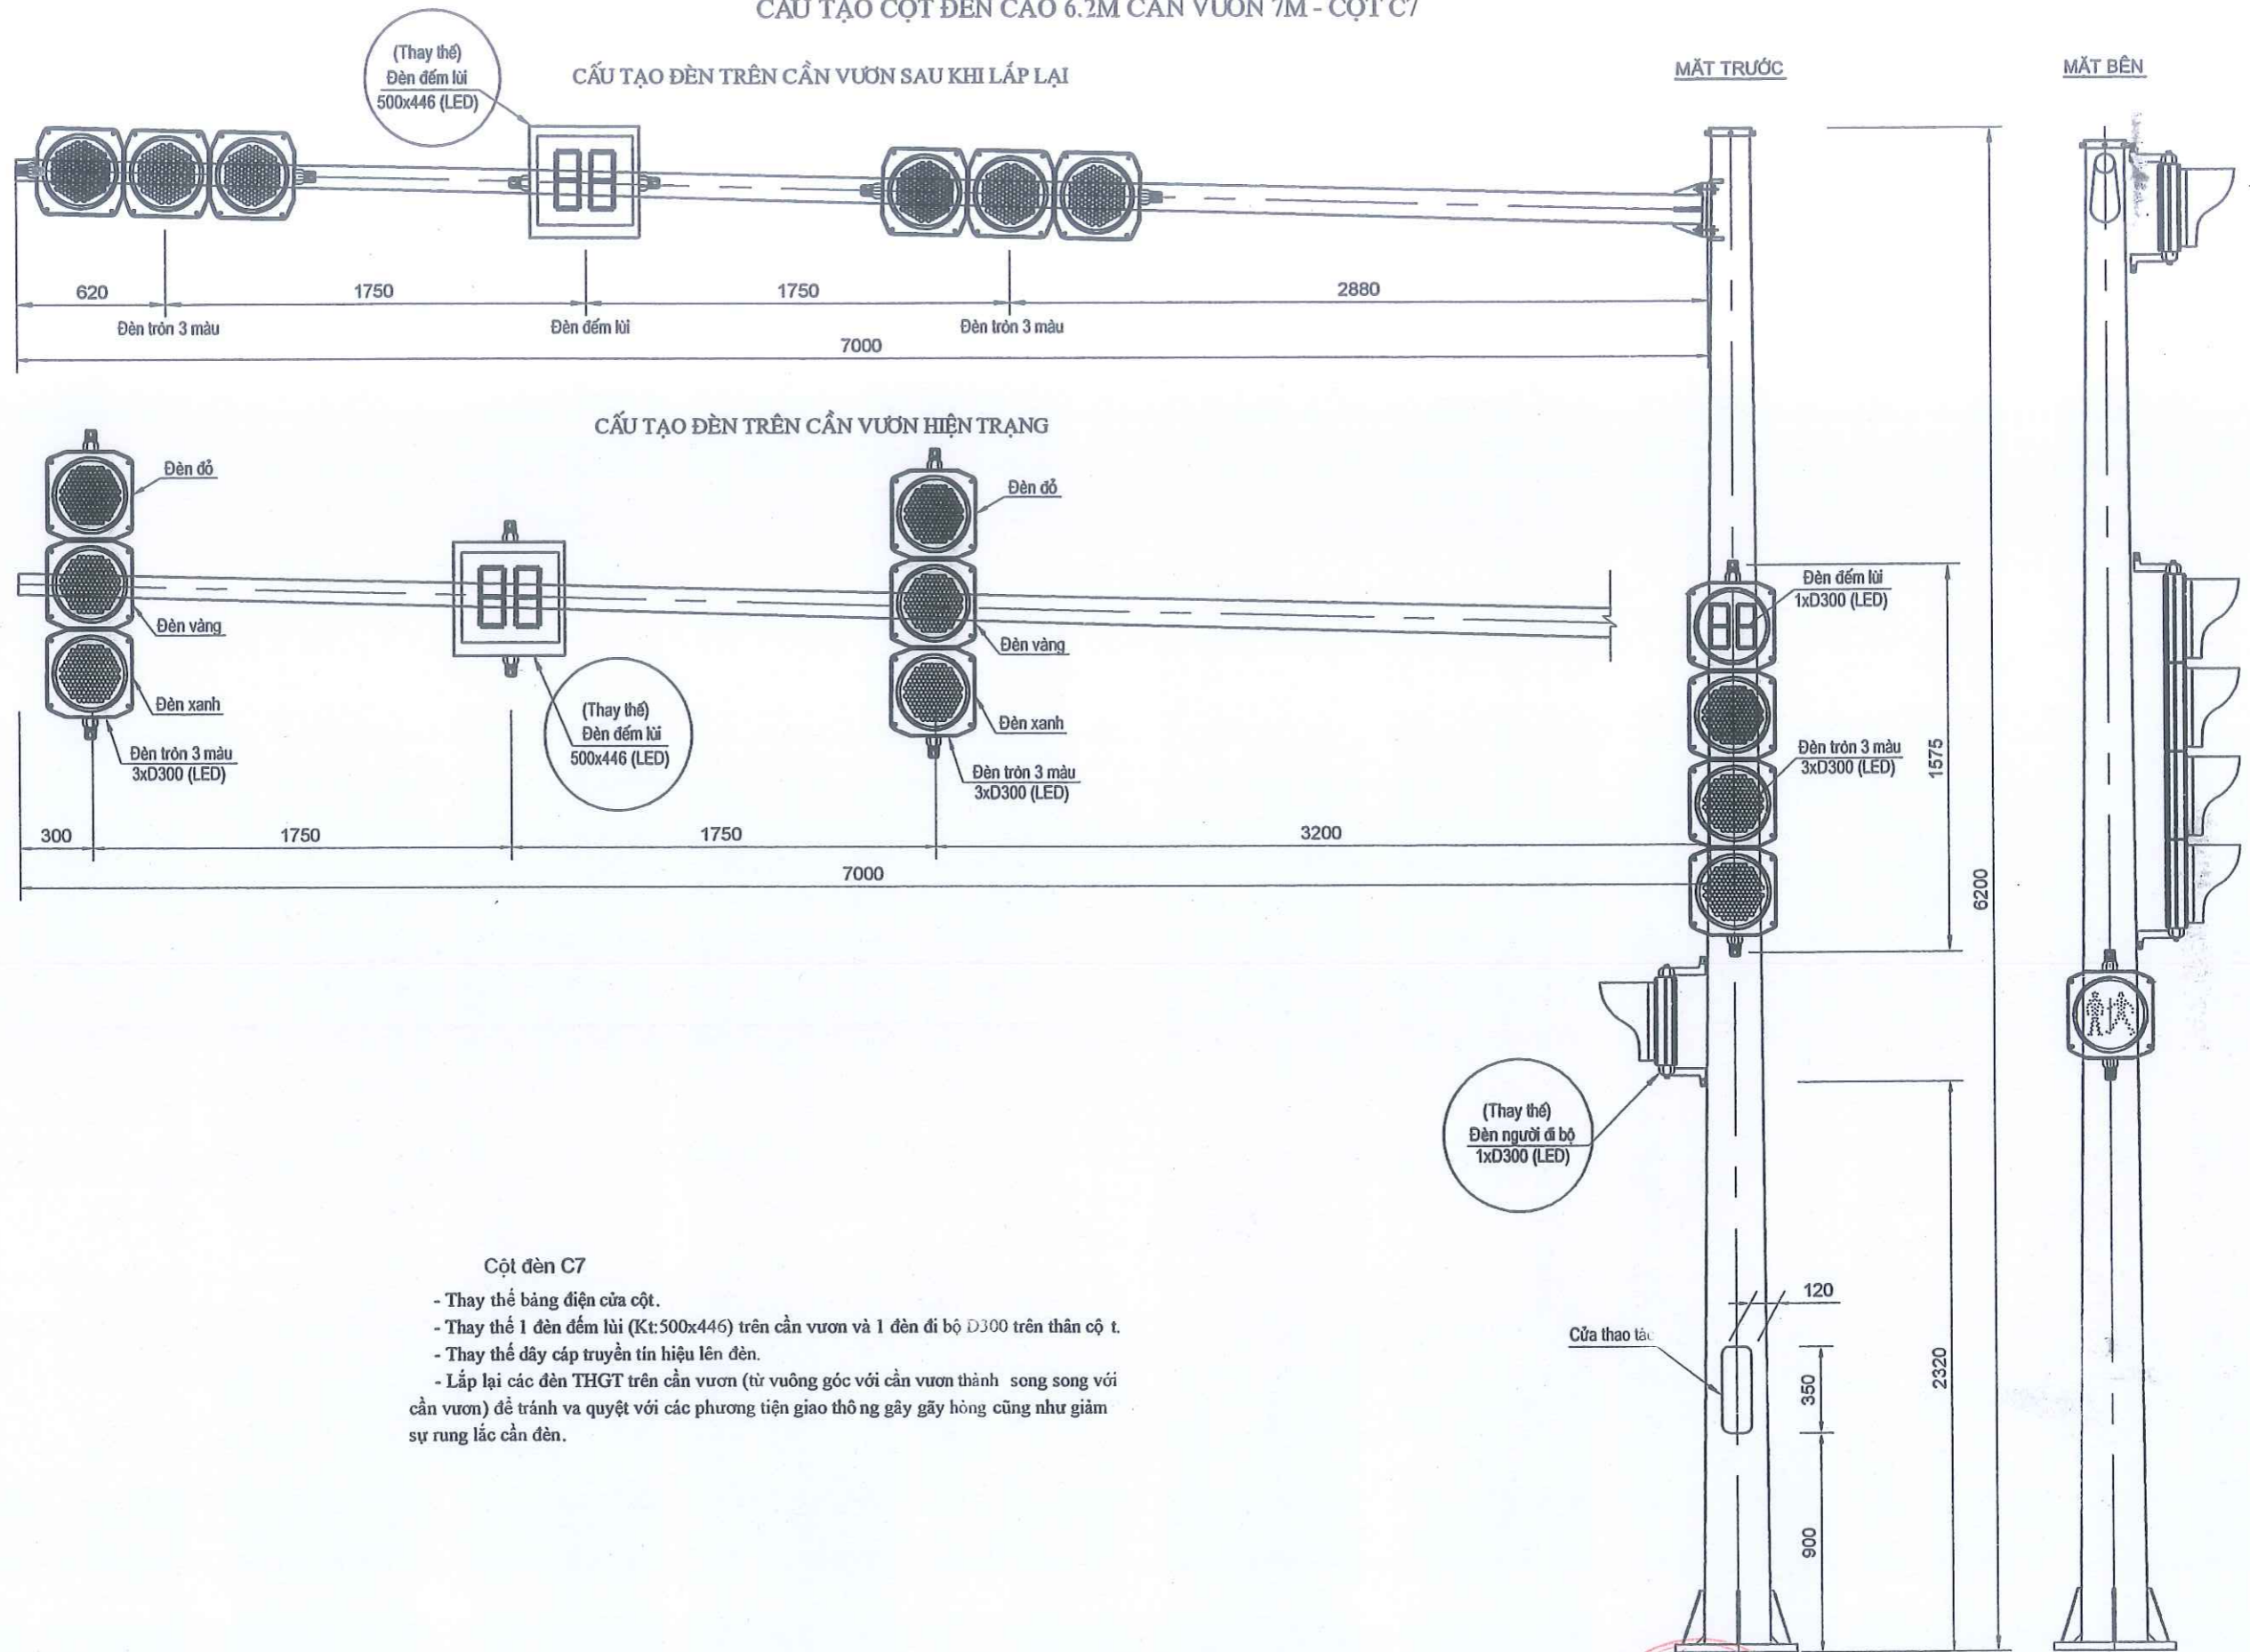 CẤU TẠO CỘT ĐÈN CAO 6.2M CẦN VƯƠN 7M - CỘT C7
(Thay thế)
Đèn đếm lùi
500x446 (LED)
CẤU TẠO ĐÈN TRÊN CẦN VƯƠN SAU KHI LẮP LẠI
MẶT TRƯỚC
MẶT BÊN
620
1750
1750
2880
Đèn tròn 3 màu
Đèn đếm lùi
Đèn tròn 3 màu
7000
CẤU TẠO ĐÈN TRÊN CẦN VƯƠN HIỆN TRẠNG
Đèn đỏ
Đèn vàng
Đèn xanh
Đèn tròn 3 màu
3xD300 (LED)
(Thay thế)
Đèn đếm lùi
500x446 (LED)
Đèn đỏ
Đèn vàng
Đèn xanh
Đèn tròn 3 màu
3xD300 (LED)
300
1750
1750
3200
7000
Đèn đếm lùi
1xD300 (LED)
Đèn tròn 3 màu
3xD300 (LED)
1575
6200
(Thay thế)
Đèn người đi bộ
1xD300 (LED)
120
Cửa thao tác
350
2320
900
Cột đèn C7
- Thay thế bảng điện cửa cột.
- Thay thế 1 đèn đếm lùi (Kt:500x446) trên cần vươn và 1 đèn đi bộ D300 trên thân cộ t.
- Thay thế dây cáp truyền tín hiệu lên đèn.
- Lắp lại các đèn THGT trên cần vươn (từ vuông góc với cần vươn thành song song với
cần vươn) để tránh va quyệt với các phương tiện giao thô ng gây gãy hỏng cũng như giảm
sự rung lắc cần đèn.